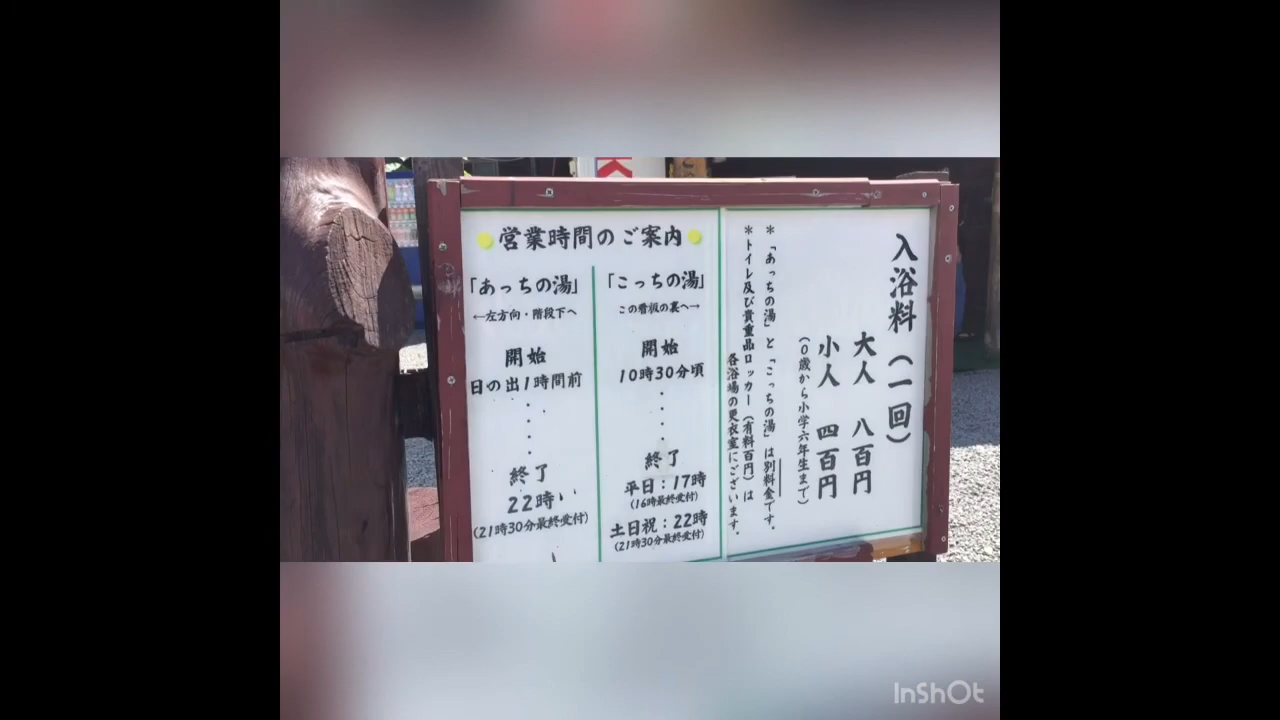 入浴料（一回）
大人 八百円
小人 四百円
（０歳から小学六年生まで）
＊「あっちの湯」と「こっちの湯」は別料金です。
＊トイレ及び貴重品ロッカー（有料百円）は
各浴場の更衣室にございます。
営業時間のご案内
「あっちの湯」
←左方向・階段下へ
開始
日の出1時間前
・・・・
終了
22時
(21時30分最終受付)
「こっちの湯」
この看板の裏へ→
開始
10時30分頃
・・・・
終了
平日：17時
(16時最終受付)
土日祝：22時
(21時30分最終受付)
InShOt